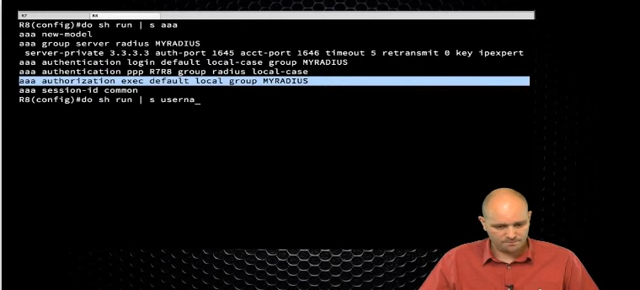 R7
R8
R8(config)#do sh run | s aaa
aaa new-model
aaa group server radius MYRADIUS
server-private 3.3.3.3 auth-port 1645 acct-port 1646 timeout 5 retransmit 0 key ipexpert
aaa authentication login default local-case group MYRADIUS
aaa authentication ppp R7R8 group radius local-case
aaa authorization exec default local group MYRADIUS
aaa session-id common
R8(config)#do sh run | s userna_